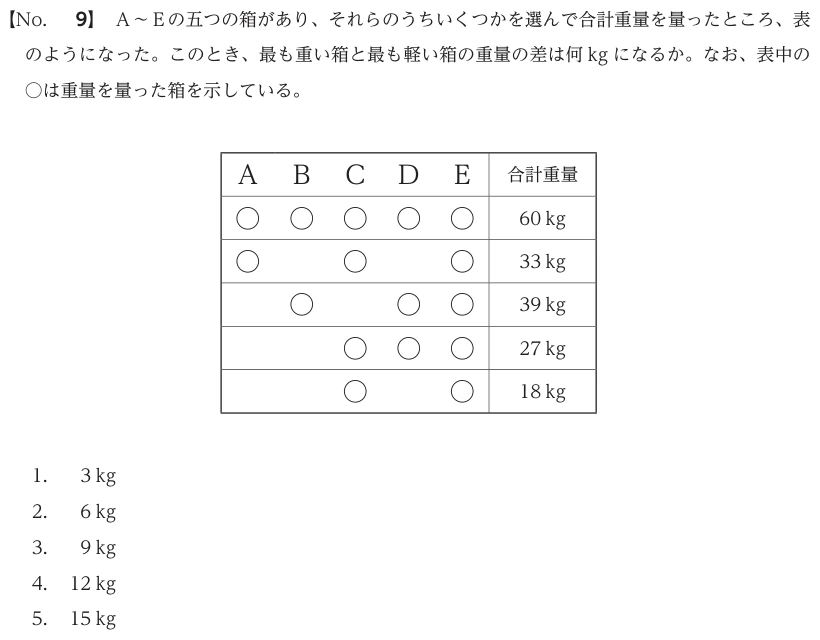 【No. 9】 A～Eの五つの箱があり、それらのうちいくつかを選んで合計重量を量ったところ、表
のようになった。このとき、最も重い箱と最も軽い箱の重量の差は何 kg になるか。なお、表中の
○は重量を量った箱を示している。
A B C D E 合計重量
○ ○ ○ ○ ○ 60 kg
○ ○ ○ 33 kg
○ ○ ○ 39 kg
○ ○ ○ 27 kg
○ ○ 18 kg
1. 3 kg
2. 6 kg
3. 9 kg
4. 12 kg
5. 15 kg